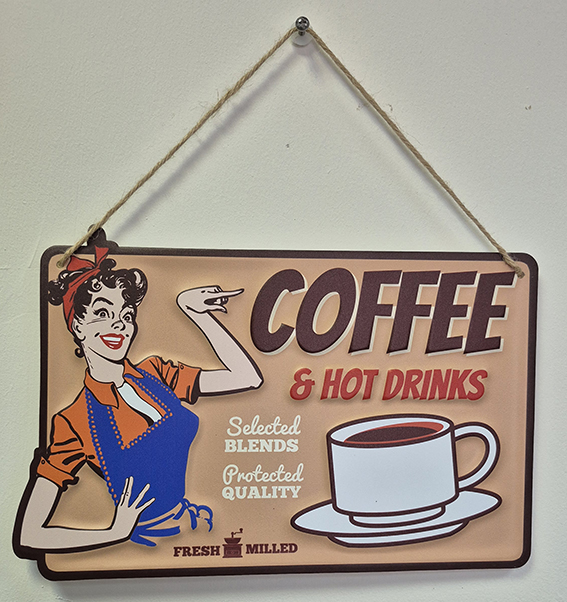 COFFEE
& HOT DRINKS
Selected
BLENDS
Protected
QUALITY
FRESH MILLED